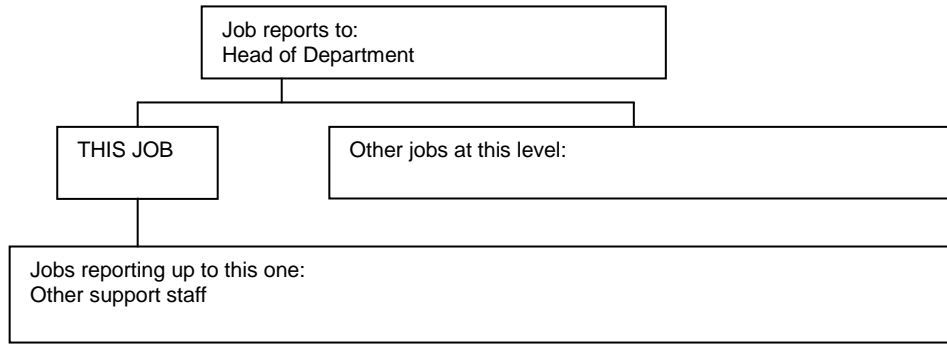 Job reports to:
Head of Department
THIS JOB
Other jobs at this level:
Jobs reporting up to this one:
Other support staff